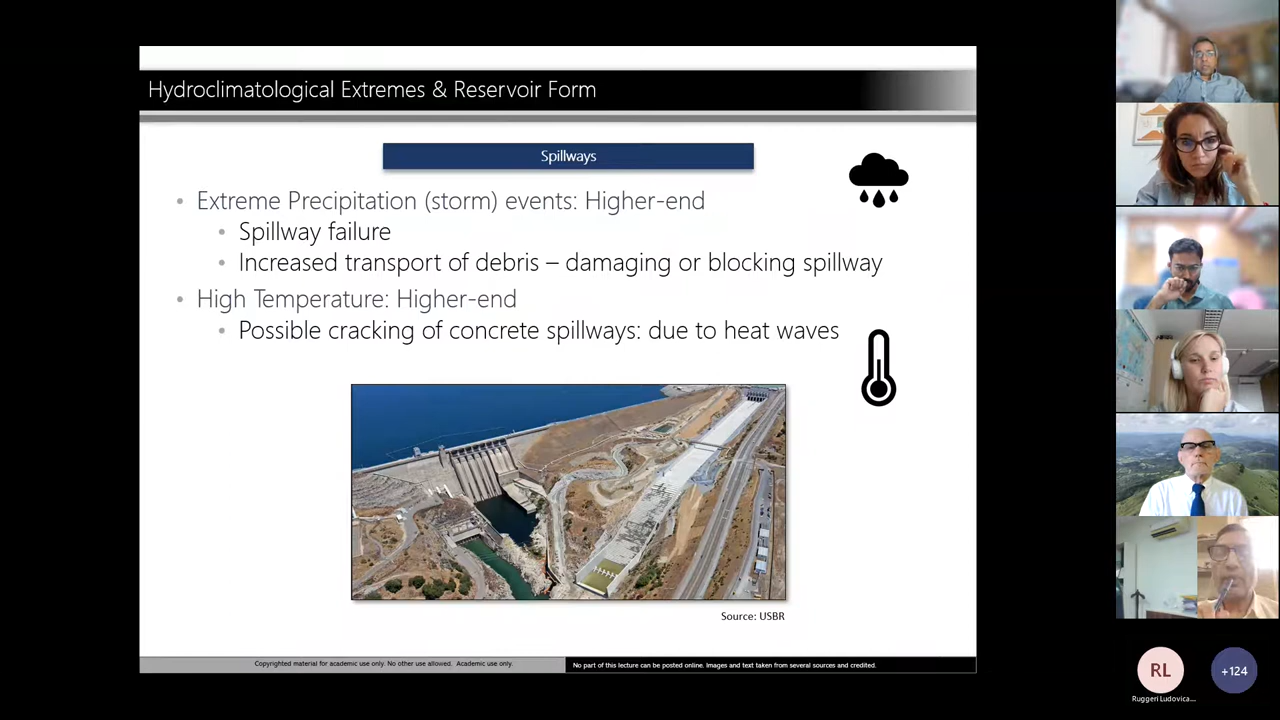 Hydroclimatological Extremes & Reservoir Form
Spillways
• Extreme Precipitation (storm) events: Higher-end
• Spillway failure
• Increased transport of debris – damaging or blocking spillway
• High Temperature: Higher-end
• Possible cracking of concrete spillways: due to heat waves
Source: USBR
Copyrighted material for academic use only. No other use allowed. Academic use only.
No part of this lecture can be posted online. Images and text taken from several sources and credited.
RL
+124
Ruggeri Ludovica...